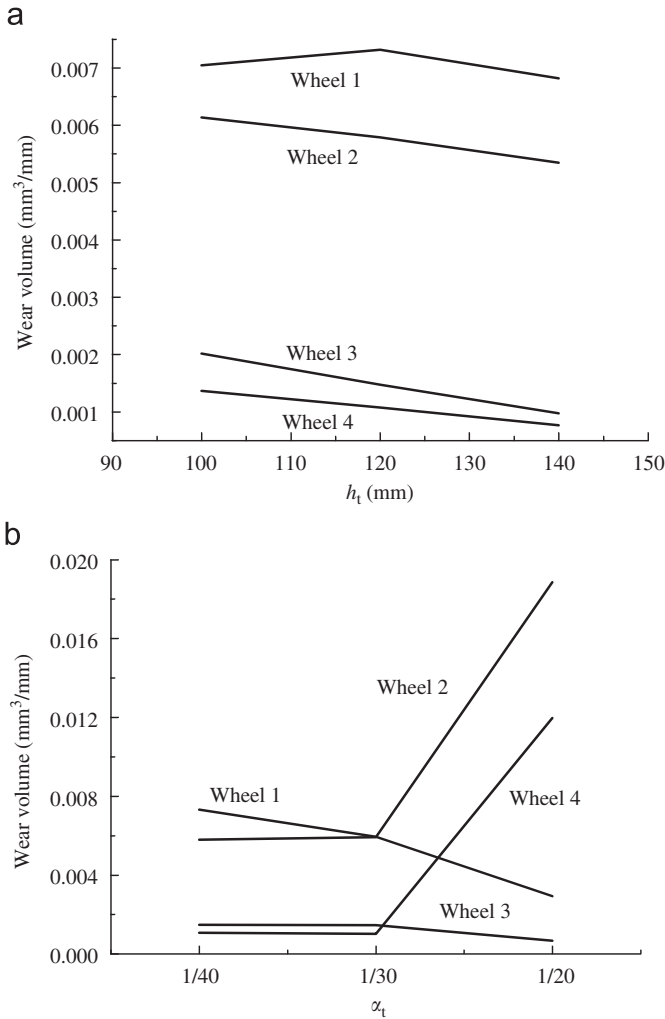 a
0.007
0.006
0.005
0.004
0.003
0.002
0.001
Wear volume (mm³/mm)
Wheel 1
Wheel 2
Wheel 3
Wheel 4
90 100 110 120 130 140 150
hₜ (mm)
b
0.020
0.016
0.012
0.008
0.004
0.000
Wear volume (mm³/mm)
Wheel 2
Wheel 1
Wheel 4
Wheel 3
1/40 1/30 1/20
αₜ